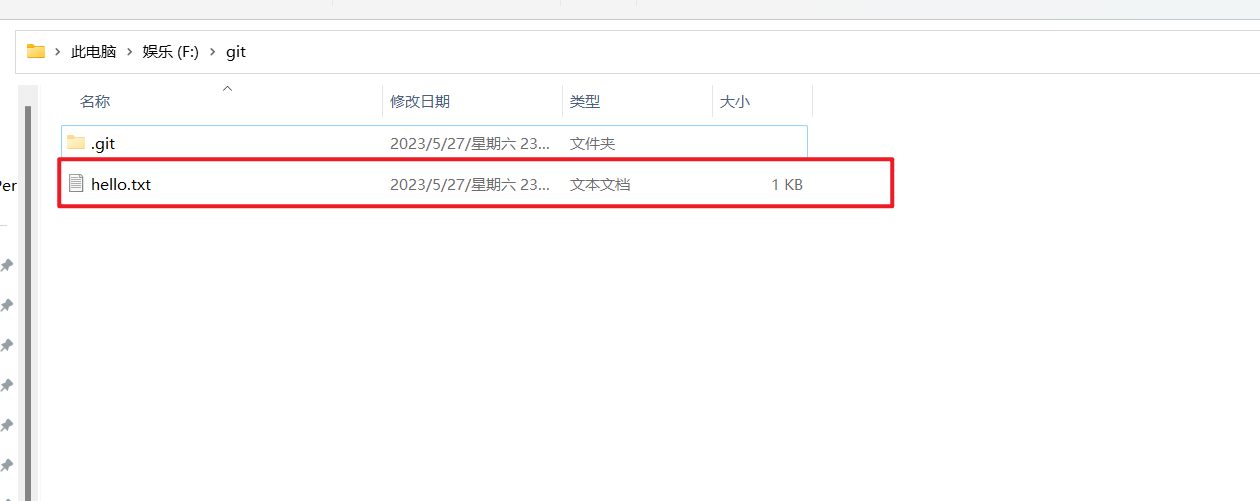 此电脑 > 娱乐 (F:) > git
名称 修改日期 类型 大小
.git 2023/5/27/星期六 23... 文件夹
Per
hello.txt 2023/5/27/星期六 23... 文本文档 1 KB